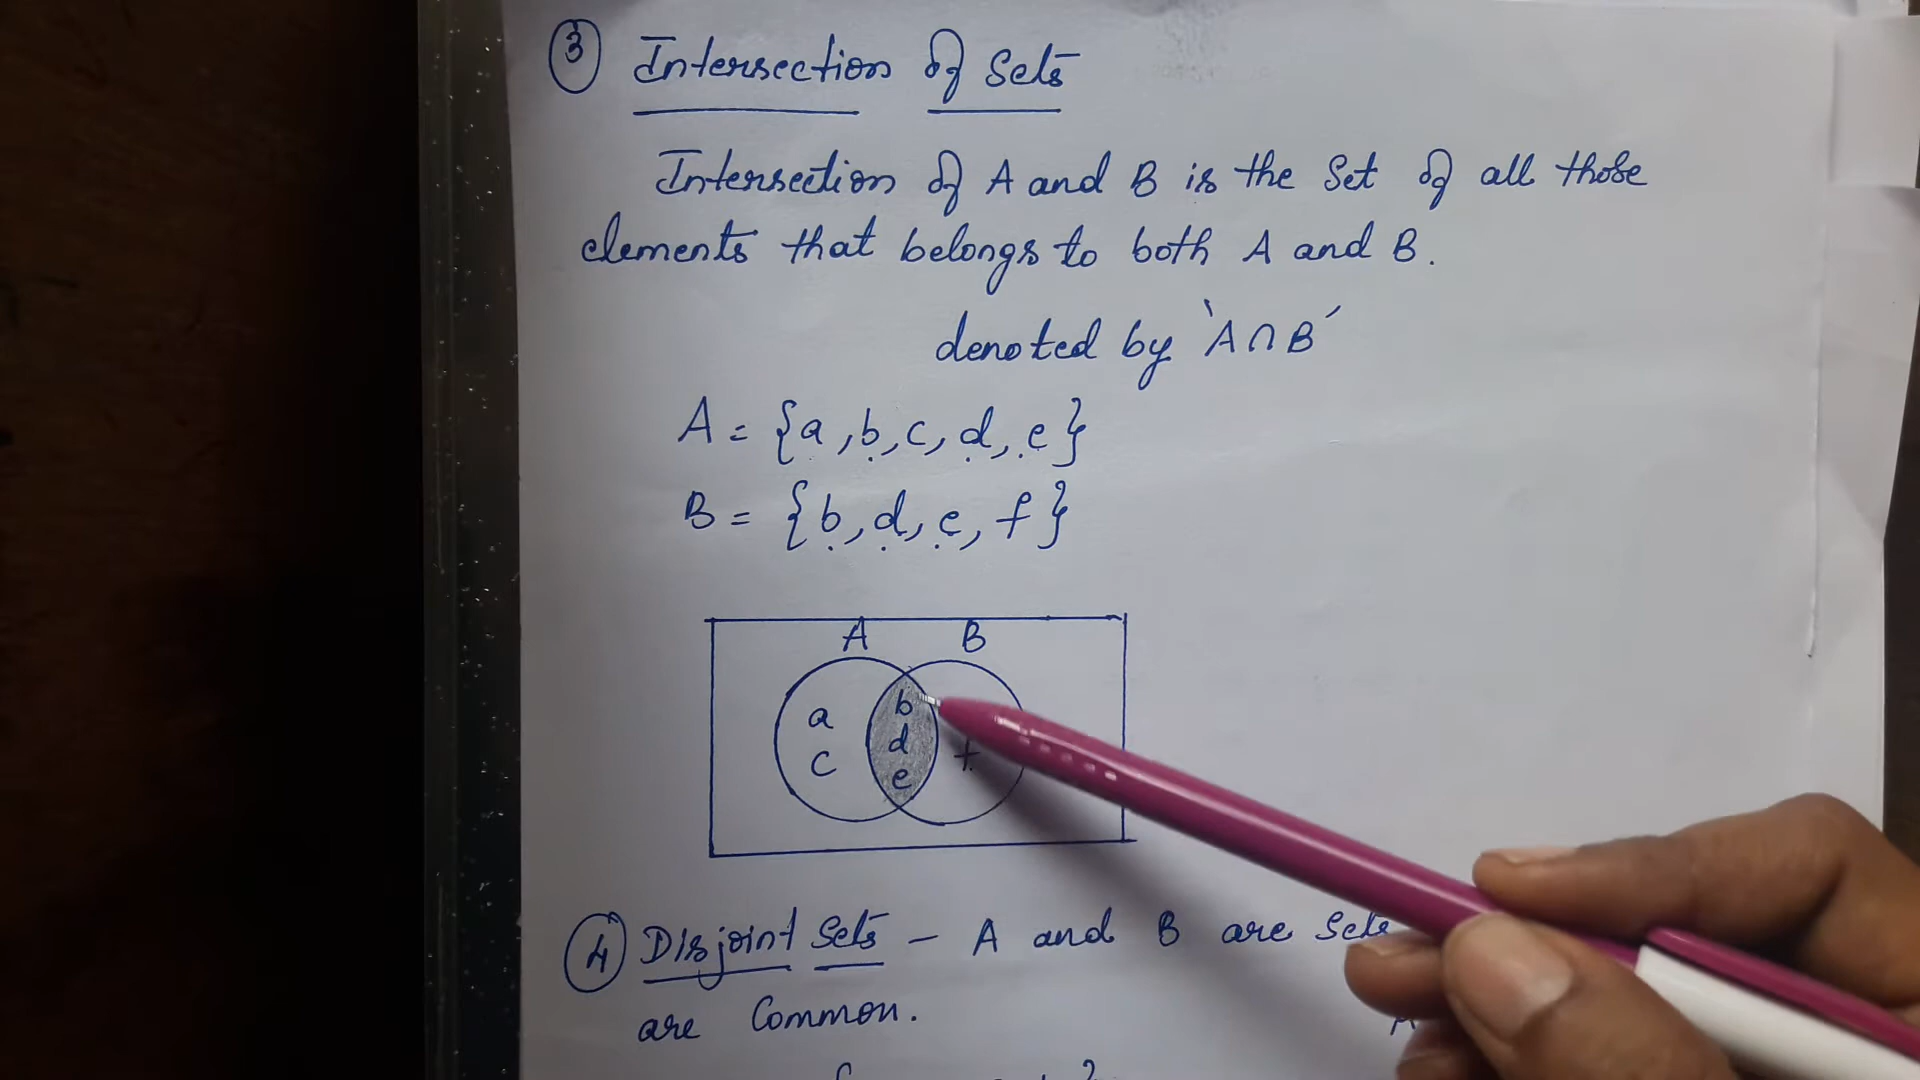 3 Intersection of Sets
Intersection of A and B is the Set of all those
elements that belongs to both A and B.
denoted by 'A∩B'
A = {a, b, c, d, e}
B = {b, d, e, f}
A B
a b
d f
c e
4 Disjoint Sets - A and B are Sets
are Common.